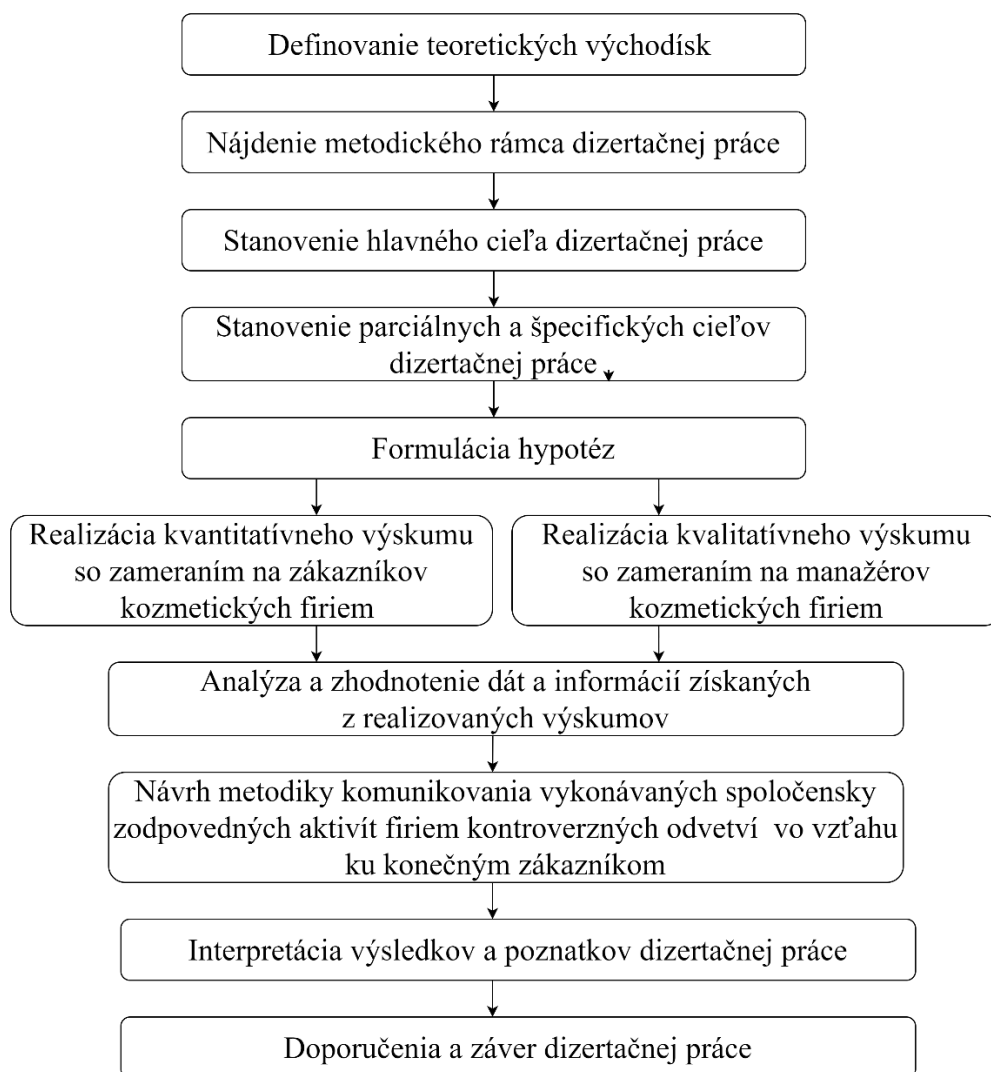 Definovanie teoretických východísk
Nájdenie metodického rámca dizertačnej práce
Stanovenie hlavného cieľa dizertačnej práce
Stanovenie parciálnych a špecifických cieľov
dizertačnej práce
Formulácia hypotéz
Realizácia kvantitatívneho výskumu
so zameraním na zákazníkov
kozmetických firiem
Realizácia kvalitatívneho výskumu
so zameraním na manažérov
kozmetických firiem
Analýza a zhodnotenie dát a informácií získaných
z realizovaných výskumov
Návrh metodiky komunikovania vykonávaných spoločensky
zodpovedných aktivít firiem kontroverzných odvetví vo vzťahu
ku konečným zákazníkom
Interpretácia výsledkov a poznatkov dizertačnej práce
Doporučenia a záver dizertačnej práce